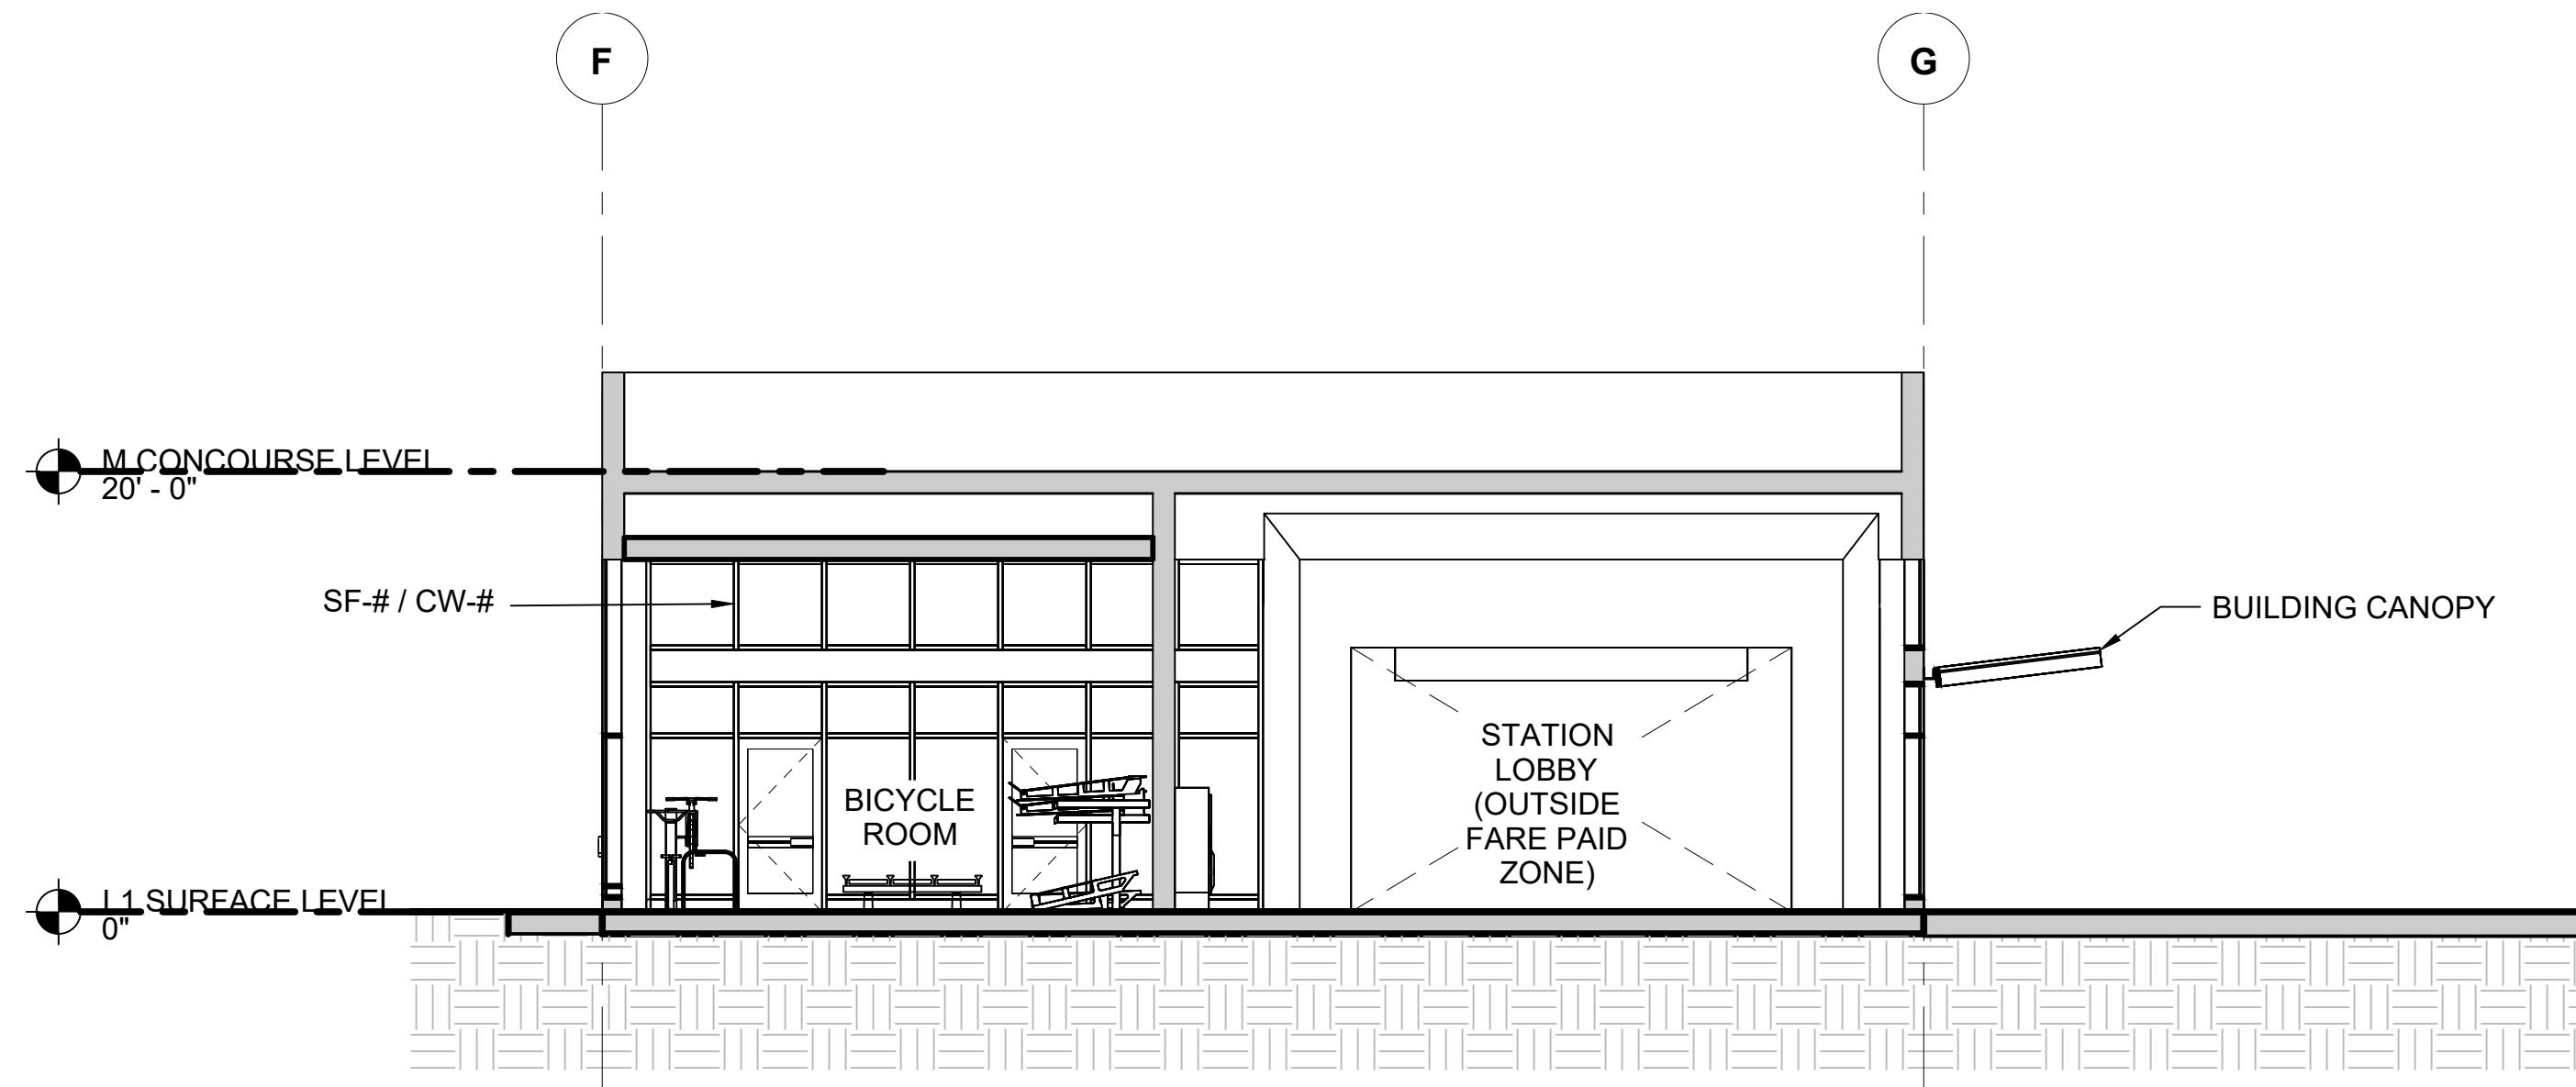 F
G
M CONCOURSE LEVEL
20' - 0"
SF-# / CW-#
BUILDING CANOPY
BICYCLE
ROOM
STATION
LOBBY
(OUTSIDE
FARE PAID
ZONE)
L1 SURFACE LEVEL
0"